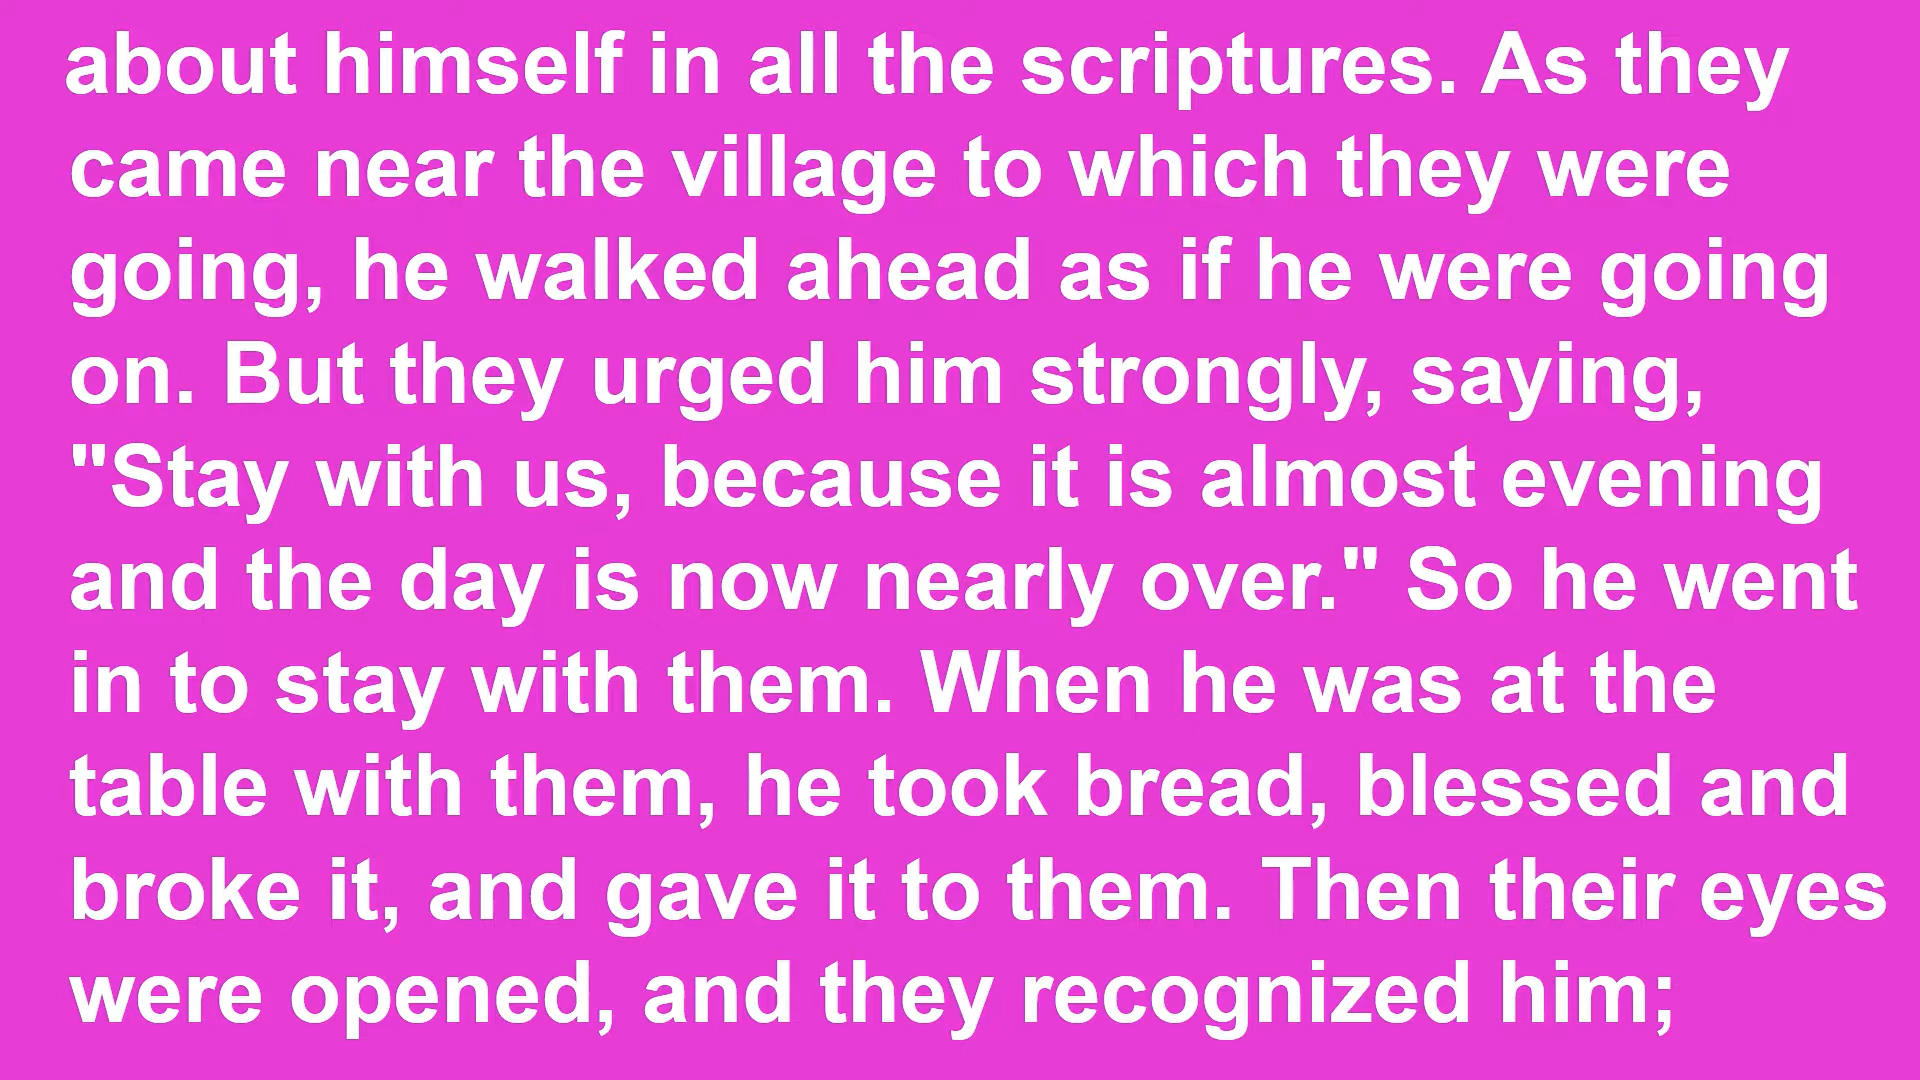 about himself in all the scriptures. As they
came near the village to which they were
going, he walked ahead as if he were going
on. But they urged him strongly, saying,
"Stay with us, because it is almost evening
and the day is now nearly over." So he went
in to stay with them. When he was at the
table with them, he took bread, blessed and
broke it, and gave it to them. Then their eyes
were opened, and they recognized him;